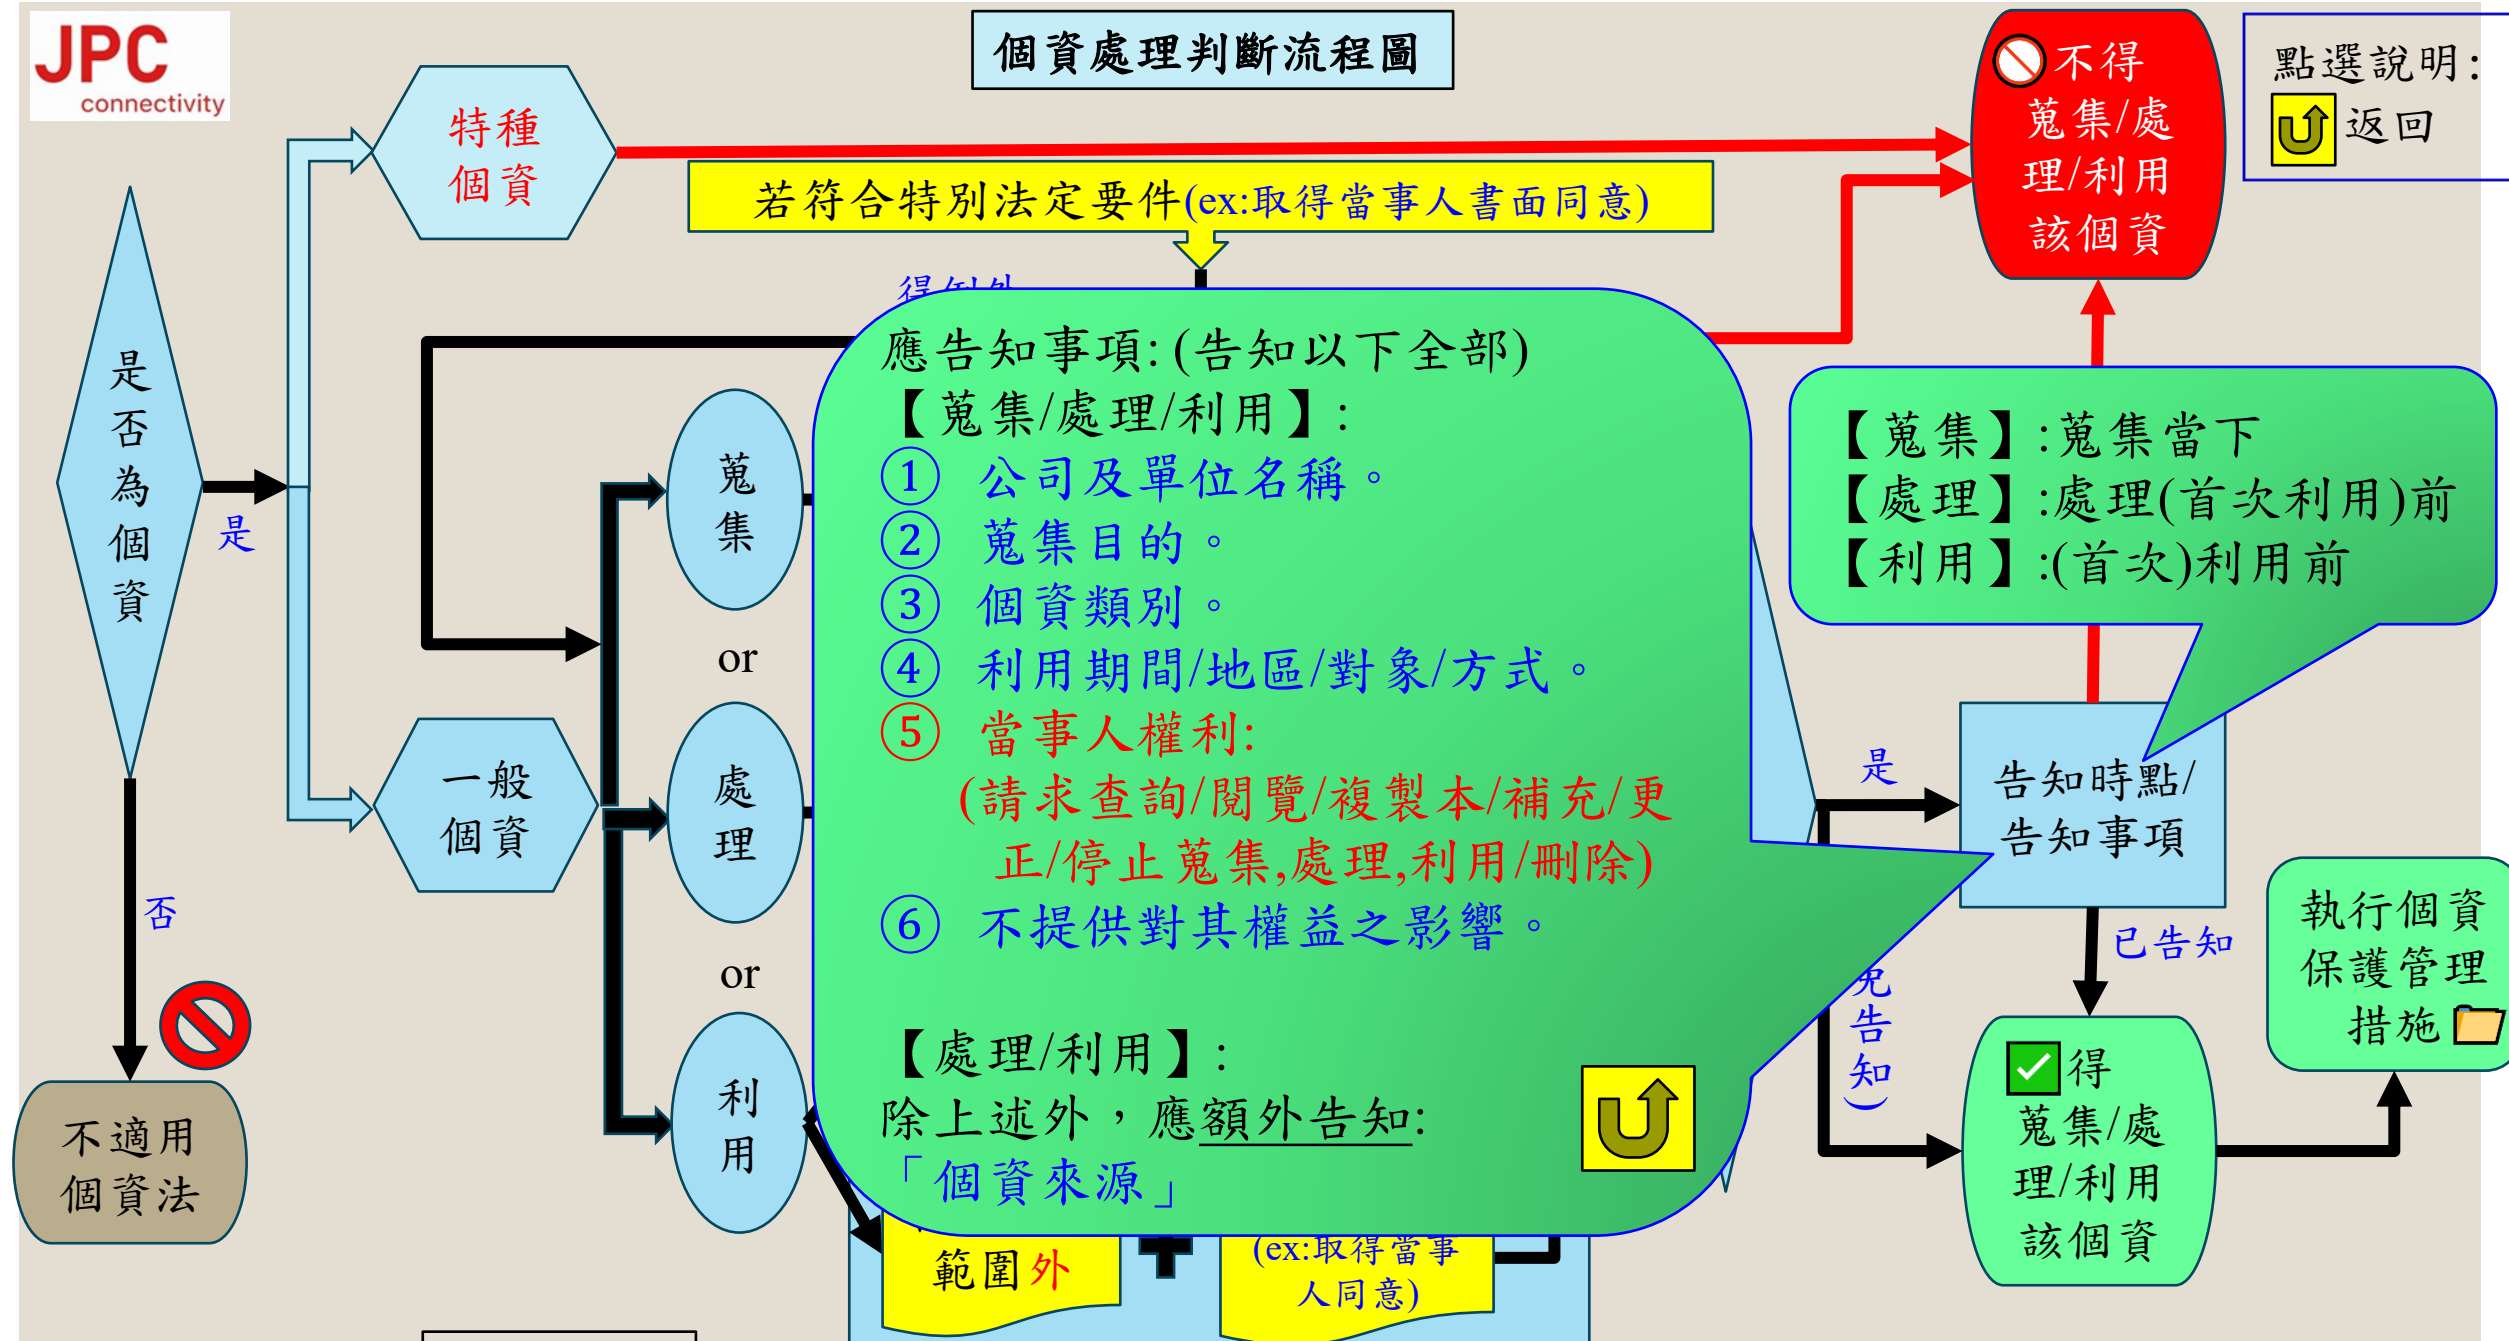 JPC
connectivity
個資處理判斷流程圖
點選說明:
返回
不得
蒐集/處
理/利用
該個資
特種
個資
若符合特別法定要件(ex:取得當事人書面同意)
得例外
是
否
為
個
資
是
否
不適用
個資法
一般
個資
蒐
集
or
處
理
or
利
用
應告知事項:(告知以下全部)
【蒐集/處理/利用】:
① 公司及單位名稱。
② 蒐集目的。
③ 個資類別。
④ 利用期間/地區/對象/方式。
⑤ 當事人權利:
(請求查詢/閱覽/複製本/補充/更
正/停止蒐集,處理,利用/刪除)
⑥ 不提供對其權益之影響。
【處理/利用】:
除上述外，應額外告知:
「個資來源」
範圍外
(ex:取得當事
人同意)
【蒐集】:蒐集當下
【處理】:處理(首次利用)前
【利用】:(首次)利用前
是
告知時點/
告知事項
已告知
免
告
知
)
得
蒐集/處
理/利用
該個資
執行個資
保護管理
措施